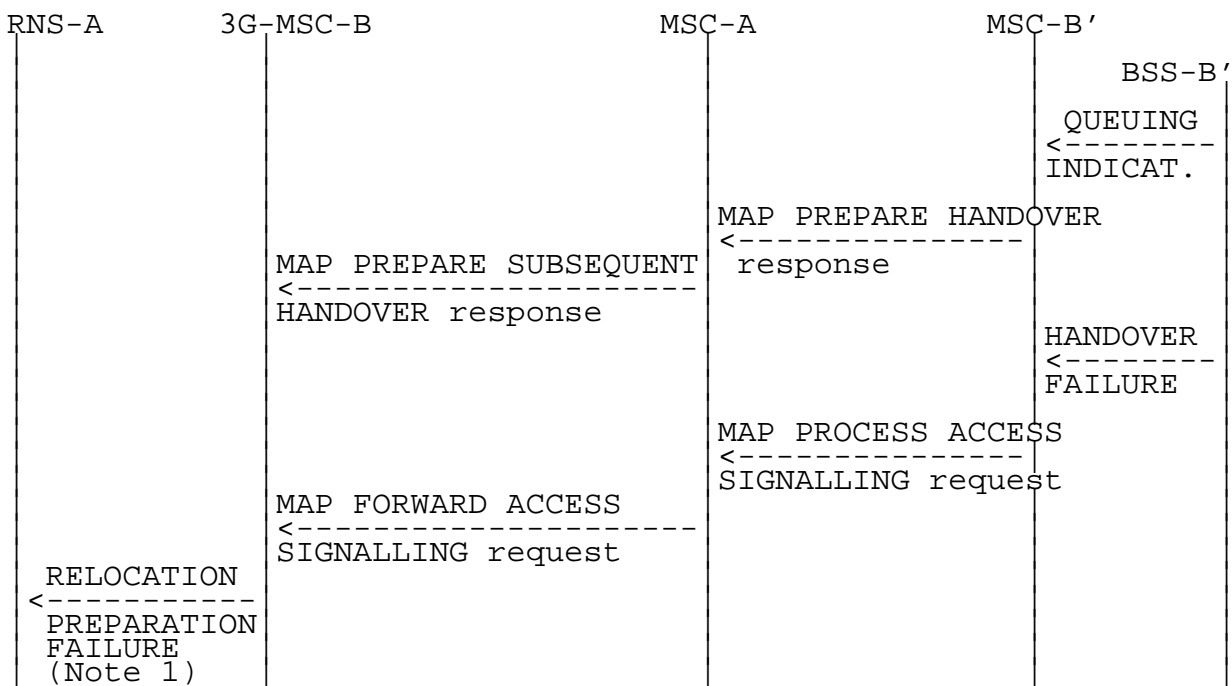 RNS-A 3G-MSC-B MSC-A MSC-B'
BSS-B'
QUEUING
<--------
INDICAT.
MAP PREPARE HANDOVER
<---------------
response
MAP PREPARE SUBSEQUENT
<---------------------
HANDOVER response
HANDOVER
<--------
FAILURE
MAP PROCESS ACCESS
<---------------
SIGNALLING request
MAP FORWARD ACCESS
<---------------------
SIGNALLING request
RELOCATION
<-----------
PREPARATION
FAILURE
(Note 1)